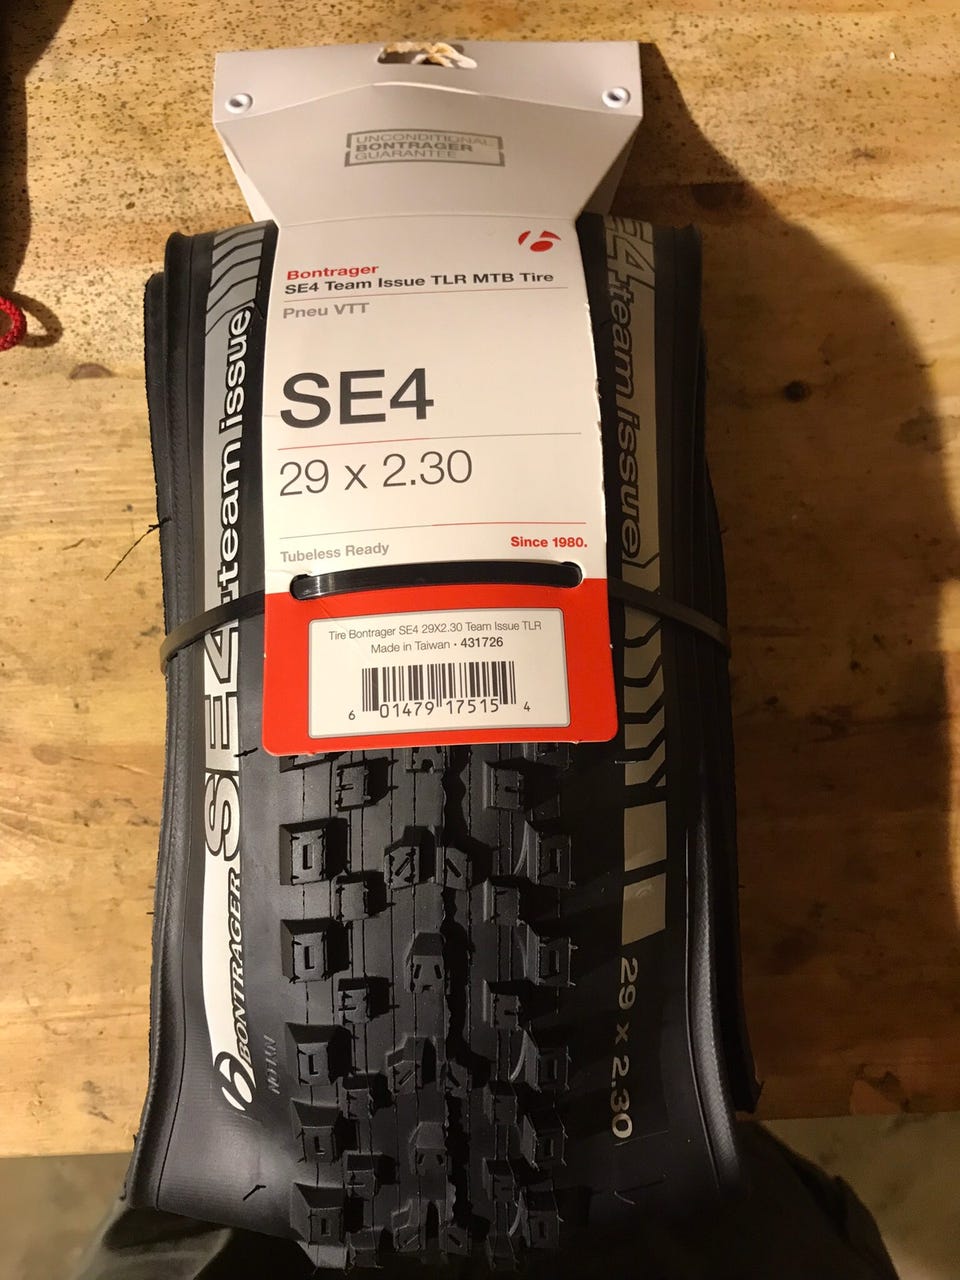 UNCONDITIONAL
BONTRAGER
GUARANTEE
Bontrager
SE4 Team Issue TLR MTB Tire
Pneu VTT
SE4
29 x 2.30
Tubeless Ready
Since 1980.
Tire Bontrager SE4 29X2.30 Team Issue TLR
Made in Taiwan • 431726
6 01479 17515 4
BONTRAGER SE4 team issue
SE4 team issue
29 x 2.30